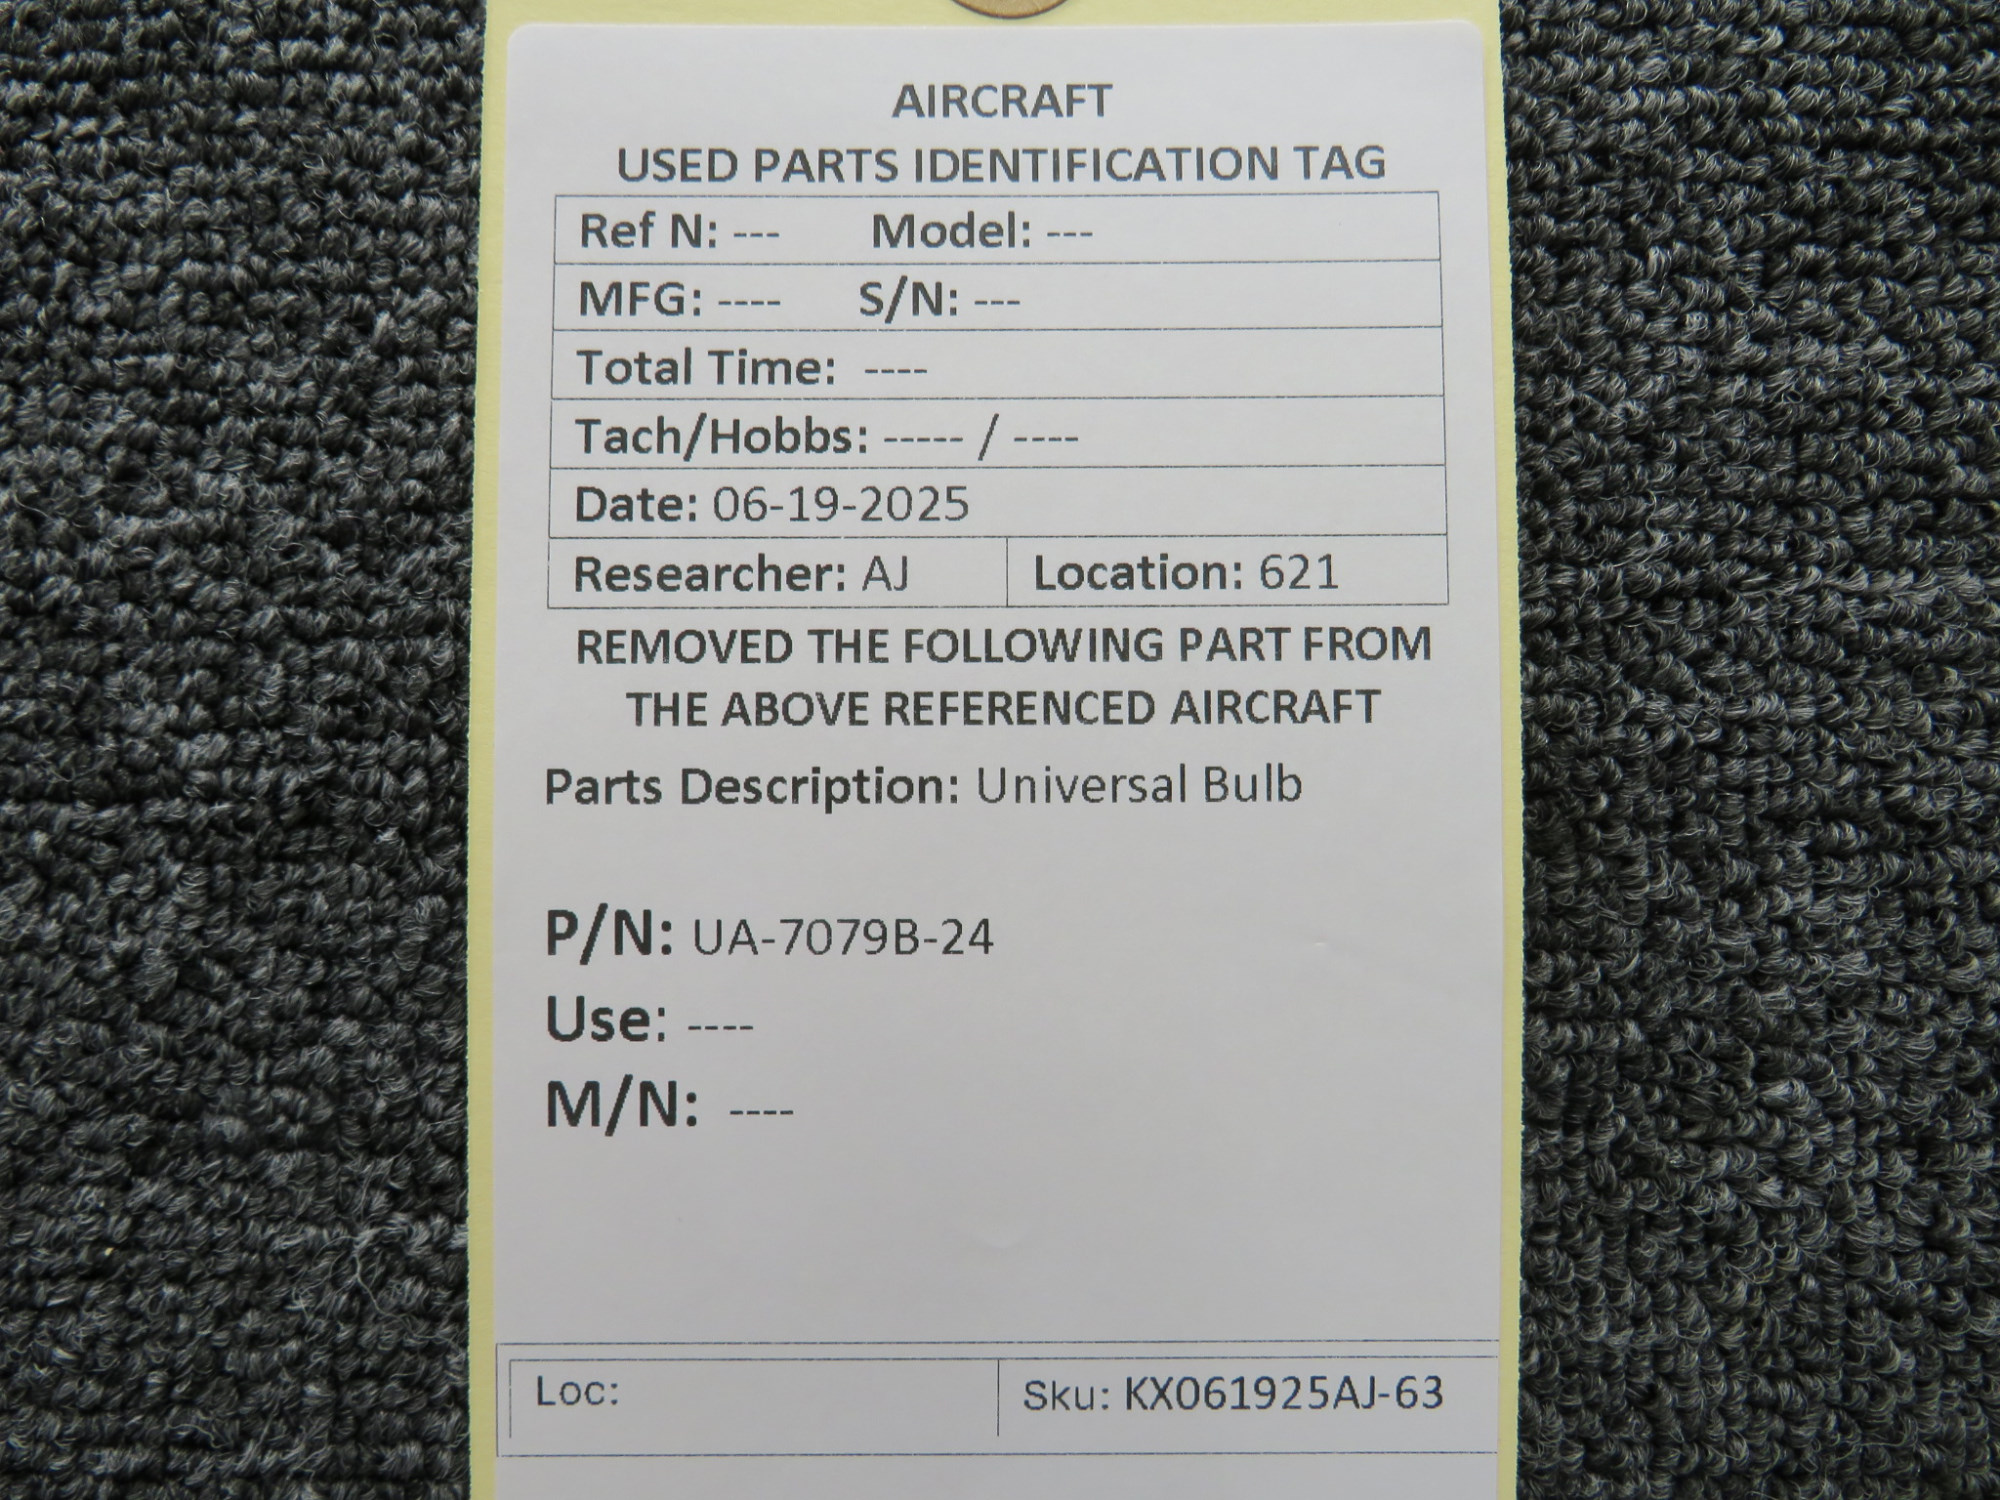 AIRCRAFT
USED PARTS IDENTIFICATION TAG
Ref N: --- Model: ---
MFG: ---- S/N: ---
Total Time: ----
Tach/Hobbs: ----- / ----
Date: 06-19-2025
Researcher: AJ Location: 621
REMOVED THE FOLLOWING PART FROM
THE ABOVE REFERENCED AIRCRAFT
Parts Description: Universal Bulb
P/N: UA-7079B-24
Use: ----
M/N: ----
Loc: Sku: KX061925AJ-63